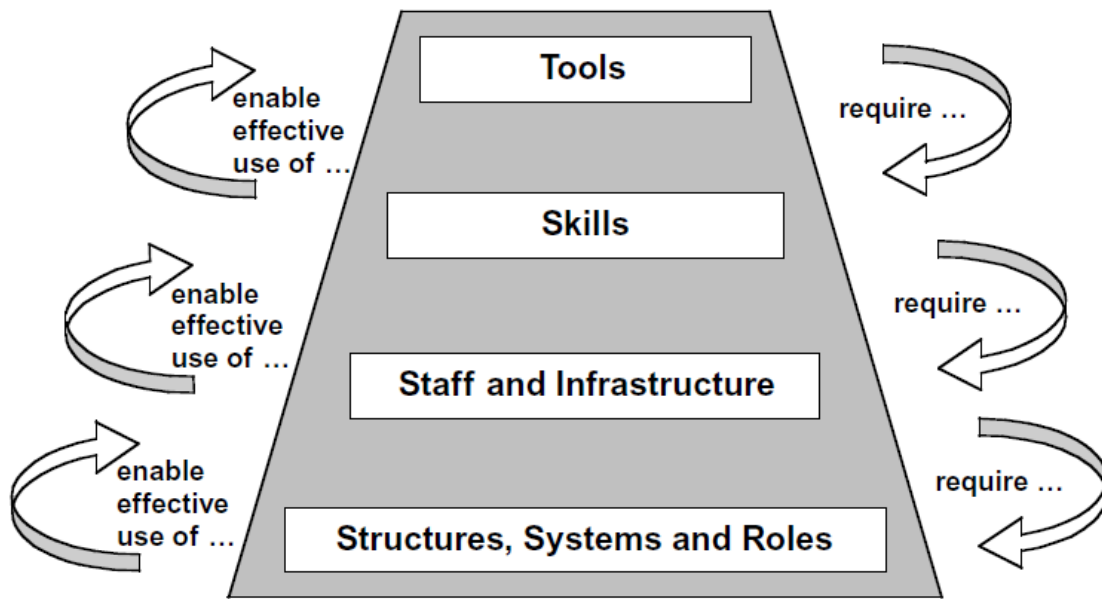 Tools
enable
effective
use of …
require …
Skills
enable
effective
use of …
require …
Staff and Infrastructure
enable
effective
use of …
require …
Structures, Systems and Roles